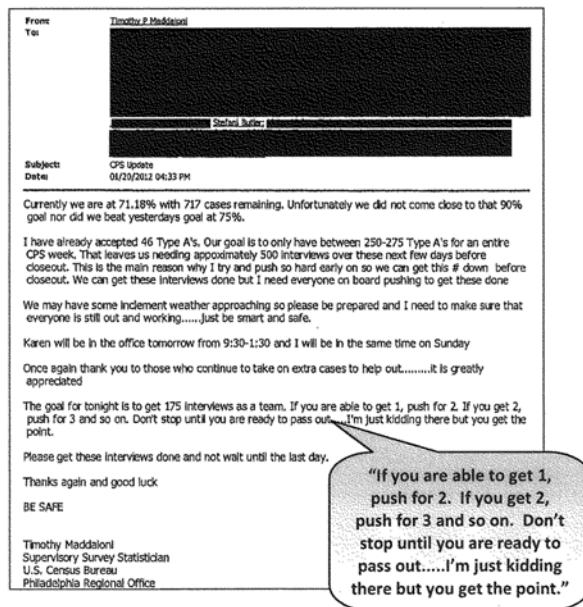 From: Timothy P Maddaloni
To:
Stefani Butler;
Subject: CPS Update
Date: 01/20/2012 04:33 PM
Currently we are at 71.18% with 717 cases remaining. Unfortunately we did not come close to that 90%
goal nor did we beat yesterdays goal at 75%.
I have already accepted 46 Type A's. Our goal is to only have between 250-275 Type A's for an entire
CPS week. That leaves us needing appoximately 500 interviews over these next few days before
closeout. This is the main reason why I try and push so hard early on so we can get this # down before
closeout. We can get these interviews done but I need everyone on board pushing to get these done
We may have some indement weather approaching so please be prepared and I need to make sure that
everyone is still out and working......just be smart and safe.
Karen will be in the office tomorrow from 9:30-1:30 and I will be in the same time on Sunday
Once again thank you to those who continue to take on extra cases to help out.........it is greatly
appredated
The goal for tonight is to get 175 interviews as a team. If you are able to get 1, push for 2. If you get 2,
push for 3 and so on. Don't stop until you are ready to pass out.....I'm just kidding there but you get the
point.
Please get these interviews done and not wait until the last day.
Thanks again and good luck
BE SAFE
Timothy Maddaloni
Supervisory Survey Statistician
U.S. Census Bureau
Philadelphia Regional Office
"If you are able to get 1,
push for 2. If you get 2,
push for 3 and so on. Don't
stop until you are ready to
pass out.....I'm just kidding
there but you get the point."